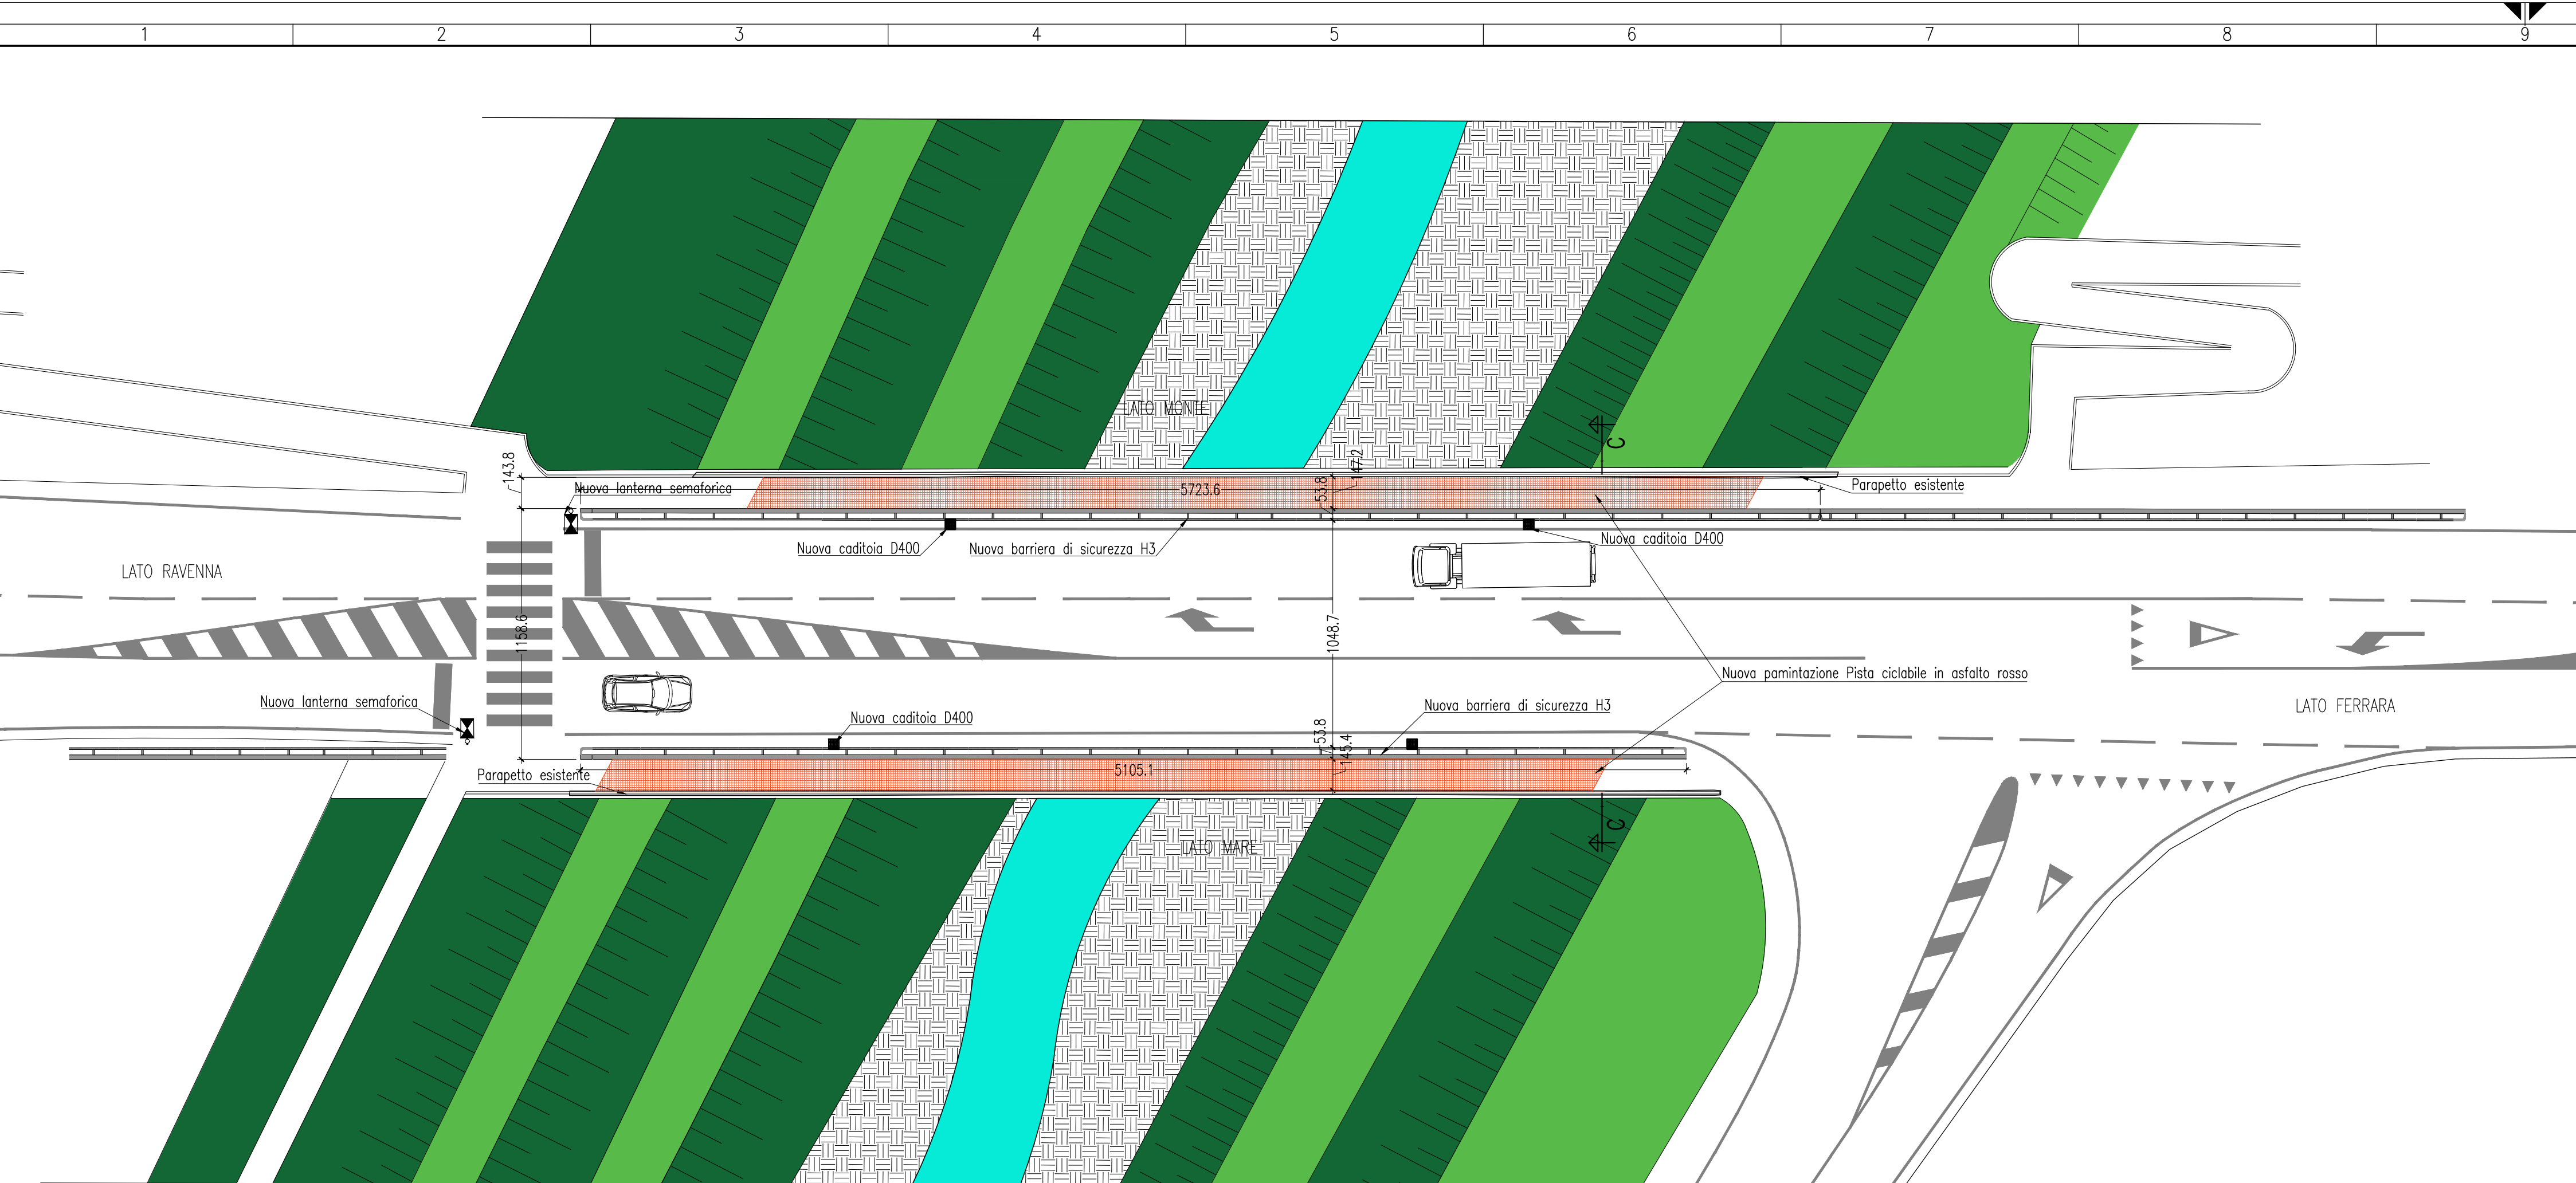 1 2 3 4 5 6 7 8 9
LATO MONTE
C
143.8
147.2
Nuova lanterna semaforica
5723.6
53.8
Parapetto esistente
Nuova caditoia D400
Nuova barriera di sicurezza H3
Nuova caditoia D400
LATO RAVENNA
1158.6
1048.7
Nuova pamintazione Pista ciclabile in asfalto rosso
Nuova lanterna semaforica
Nuova caditoia D400
Nuova barriera di sicurezza H3
LATO FERRARA
53.8
145.4
Parapetto esistente
5105.1
C
LATO MARE